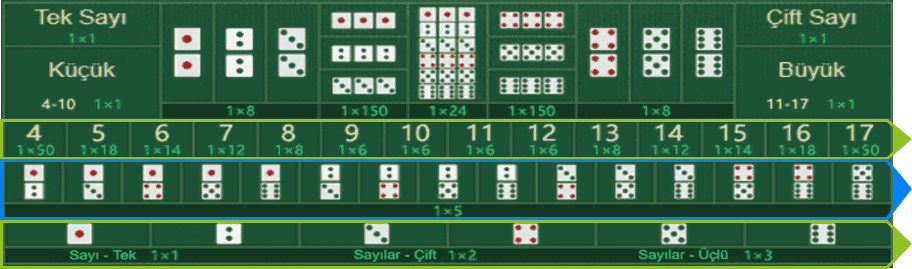 Tek Sayı
1×1
Çift Sayı
1×1
Küçük
4-10 1×1
Büyük
11-17 1×1
1×8 1×150 1×24 1×150 1×8
4 5 6 7 8 9 10 11 12 13 14 15 16 17
1×50 1×18 1×14 1×12 1×8 1×6 1×6 1×6 1×6 1×8 1×12 1×14 1×18 1×50
1×5
Sayı - Tek 1×1 Sayılar - Çift 1×2 Sayılar - Üçlü 1×3